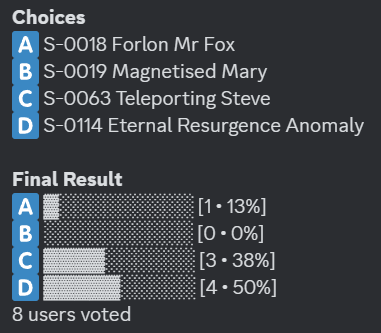 Choices
A S-0018 Forlon Mr Fox
B S-0019 Magnetised Mary
C S-0063 Teleporting Steve
D S-0114 Eternal Resurgence Anomaly
Final Result
A [1 • 13%]
B [0 • 0%]
C [3 • 38%]
D [4 • 50%]
8 users voted